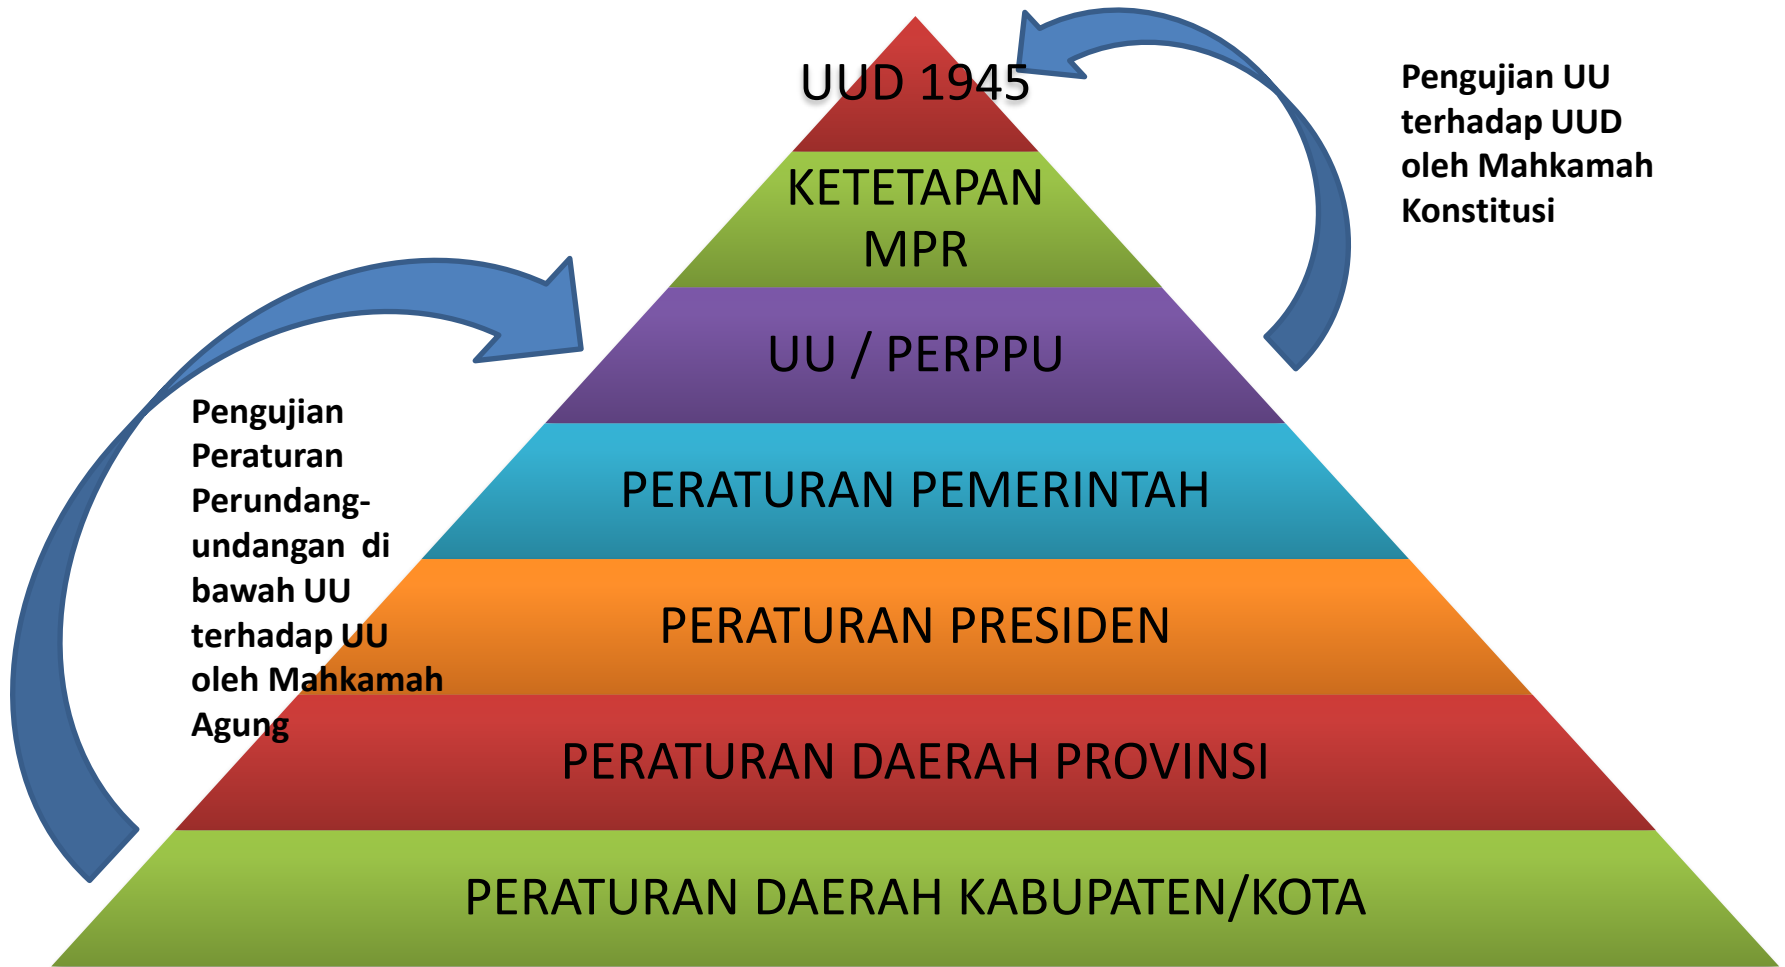 UUD 1945
KETETAPAN
MPR
UU / PERPPU
PERATURAN PEMERINTAH
PERATURAN PRESIDEN
PERATURAN DAERAH PROVINSI
PERATURAN DAERAH KABUPATEN/KOTA
Pengujian UU
terhadap UUD
oleh Mahkamah
Konstitusi
Pengujian
Peraturan
Perundang-
undangan  di
bawah UU
terhadap UU
oleh Mahkamah
Agung